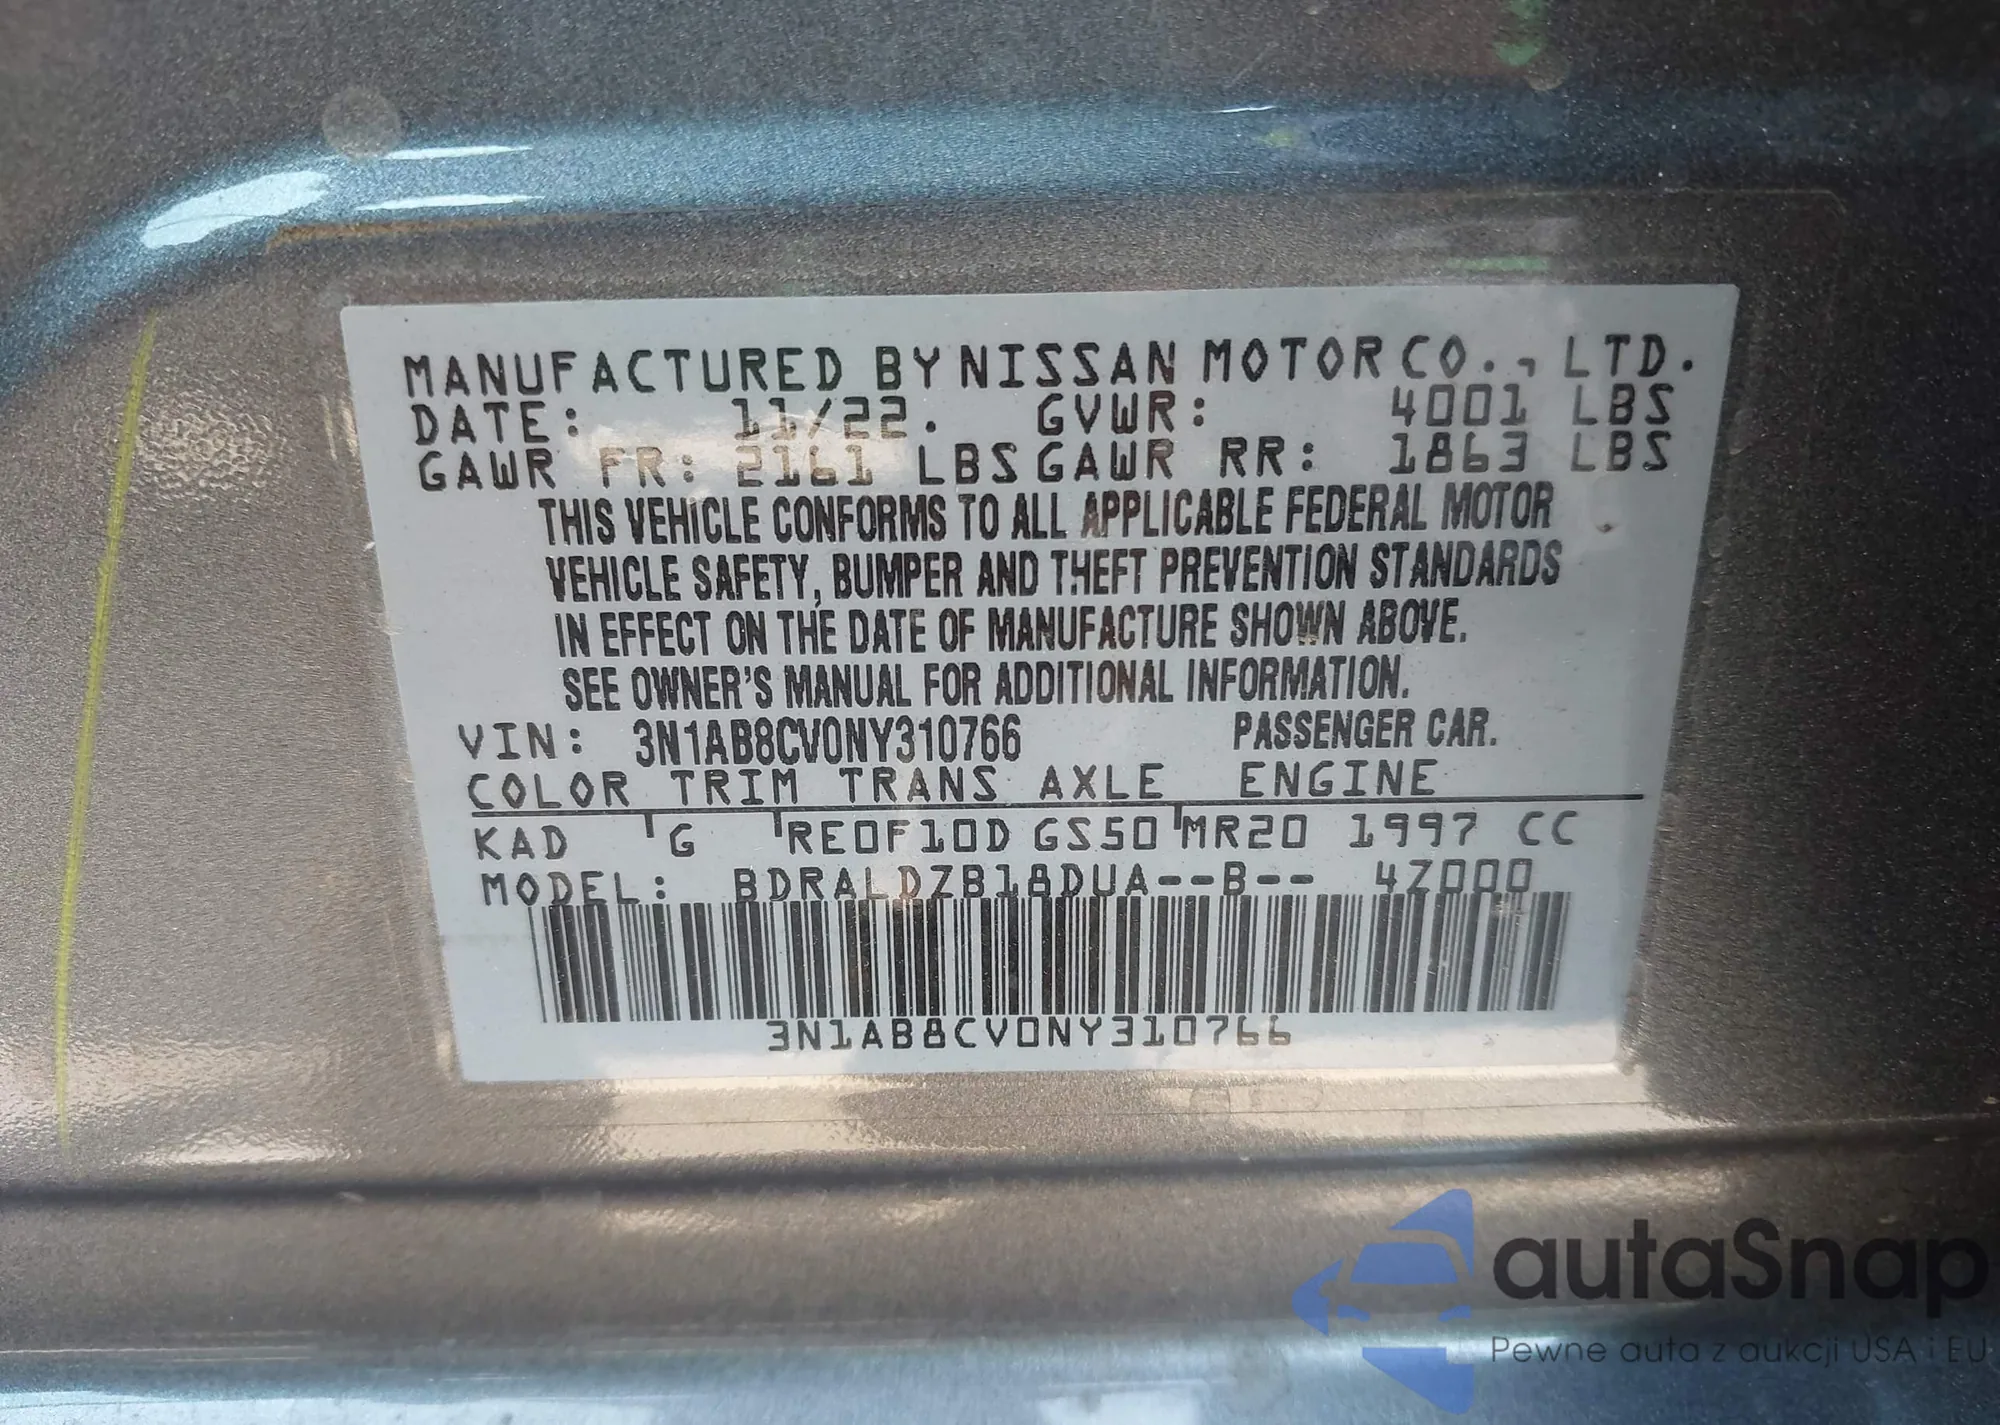 MANUFACTURED BY NISSAN MOTOR CO., LTD.
DATE: 11/22. GVWR: 4001 LBS
GAWR FR: 2161 LBS GAWR RR: 1863 LBS
THIS VEHICLE CONFORMS TO ALL APPLICABLE FEDERAL MOTOR
VEHICLE SAFETY, BUMPER AND THEFT PREVENTION STANDARDS
IN EFFECT ON THE DATE OF MANUFACTURE SHOWN ABOVE.
SEE OWNER'S MANUAL FOR ADDITIONAL INFORMATION.
VIN: 3N1AB8CV0NY310766 PASSENGER CAR.
COLOR TRIM TRANS AXLE ENGINE
KAD G RE0F10D GS50 MR20 1997 CC
MODEL: BDRALDZB18DUA--B-- 4Z000
3N1AB8CV0NY310766
autaSnap
Pewne auta z aukcji USA i EU